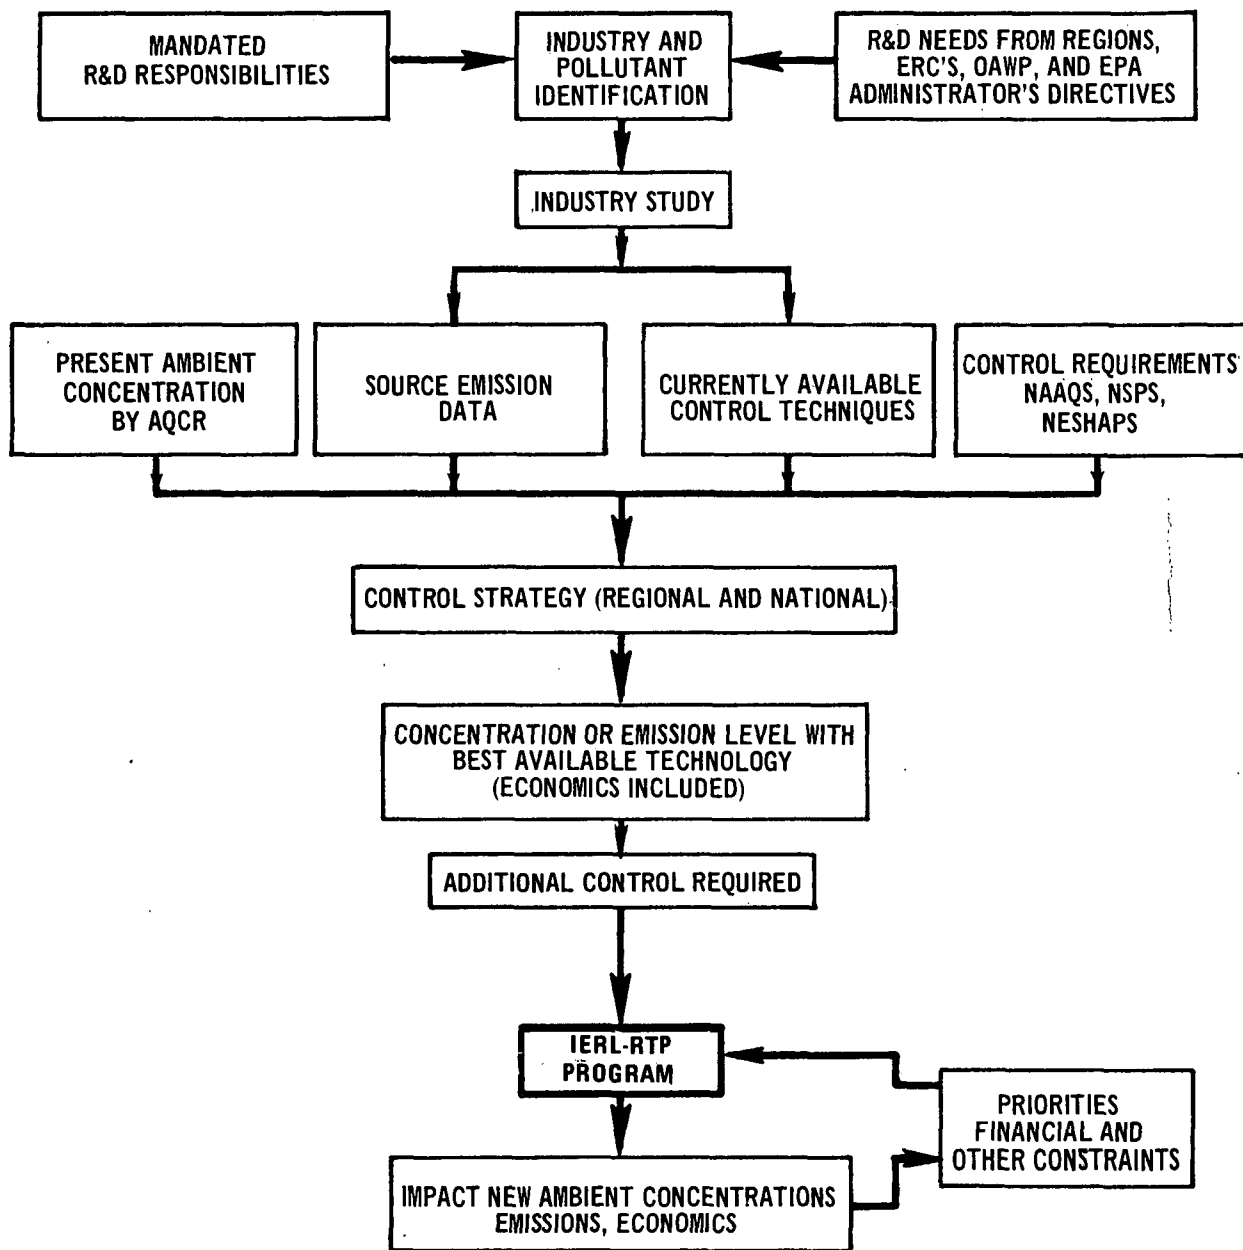 MANDATED
R&D RESPONSIBILITIES
INDUSTRY AND
POLLUTANT
IDENTIFICATION
R&D NEEDS FROM REGIONS,
ERC'S, OAWP, AND EPA
ADMINISTRATOR'S DIRECTIVES
INDUSTRY STUDY
PRESENT AMBIENT
CONCENTRATION
BY AQCR
SOURCE EMISSION
DATA
CURRENTLY AVAILABLE
CONTROL TECHNIQUES
CONTROL REQUIREMENTS
NAAQS, NSPS,
NESHAPS
CONTROL STRATEGY (REGIONAL AND NATIONAL)
CONCENTRATION OR EMISSION LEVEL WITH
BEST AVAILABLE TECHNOLOGY
(ECONOMICS INCLUDED)
ADDITIONAL CONTROL REQUIRED
IERL-RTP
PROGRAM
PRIORITIES
FINANCIAL AND
OTHER CONSTRAINTS
IMPACT NEW AMBIENT CONCENTRATIONS
EMISSIONS, ECONOMICS